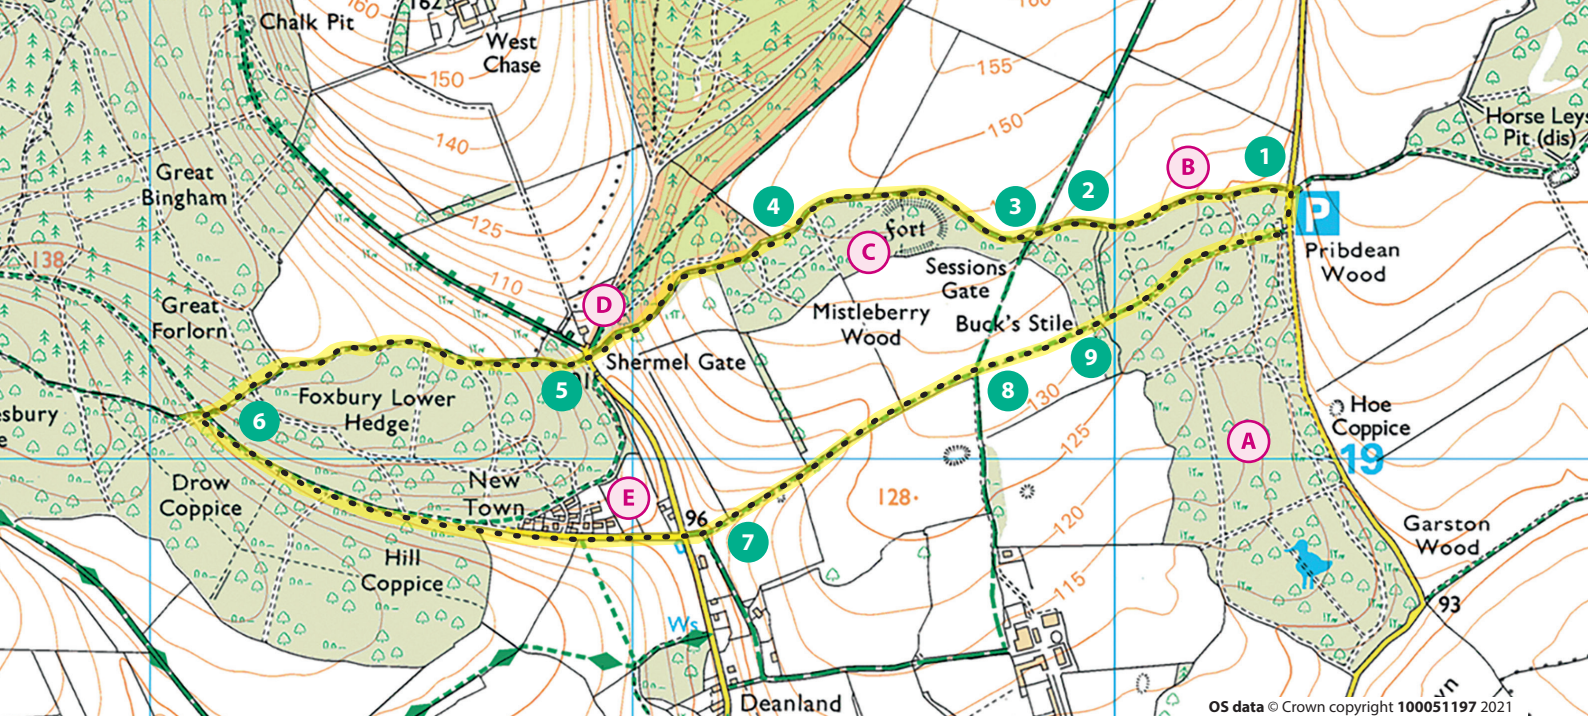 160
162
160
Chalk Pit
West
Chase
150
155
150
Horse Leys
Pit (dis)
140
1
B
Great
Bingham
2
3
4
P
125
fort
C
138
Sessions
Gate
Pribdean
Wood
110
D
Great
Forlorn
Mistleberry
Wood
Buck's Stile
9
Shermel Gate
5
8
130
Foxbury Lower
Hedge
Hoe
Coppice
6
esbury
e
125
A
19
Drow
Coppice
New
Town
E
128
96
120
Garston
Wood
7
Hill
Coppice
115
93
Ws
Deanland
yn
OS data © Crown copyright 100051197 2021